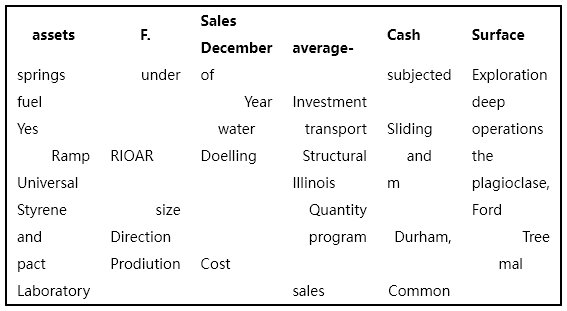 assets F. Sales December average- Cash Surface
springs under of subjected Exploration
fuel Year Investment deep
Yes water transport Sliding operations
Ramp RIOAR Doelling Structural and the
Universal Illinois m plagioclase,
Styrene size Quantity Ford
and Direction program Durham, Tree
pact Prodiution Cost mal
Laboratory sales Common